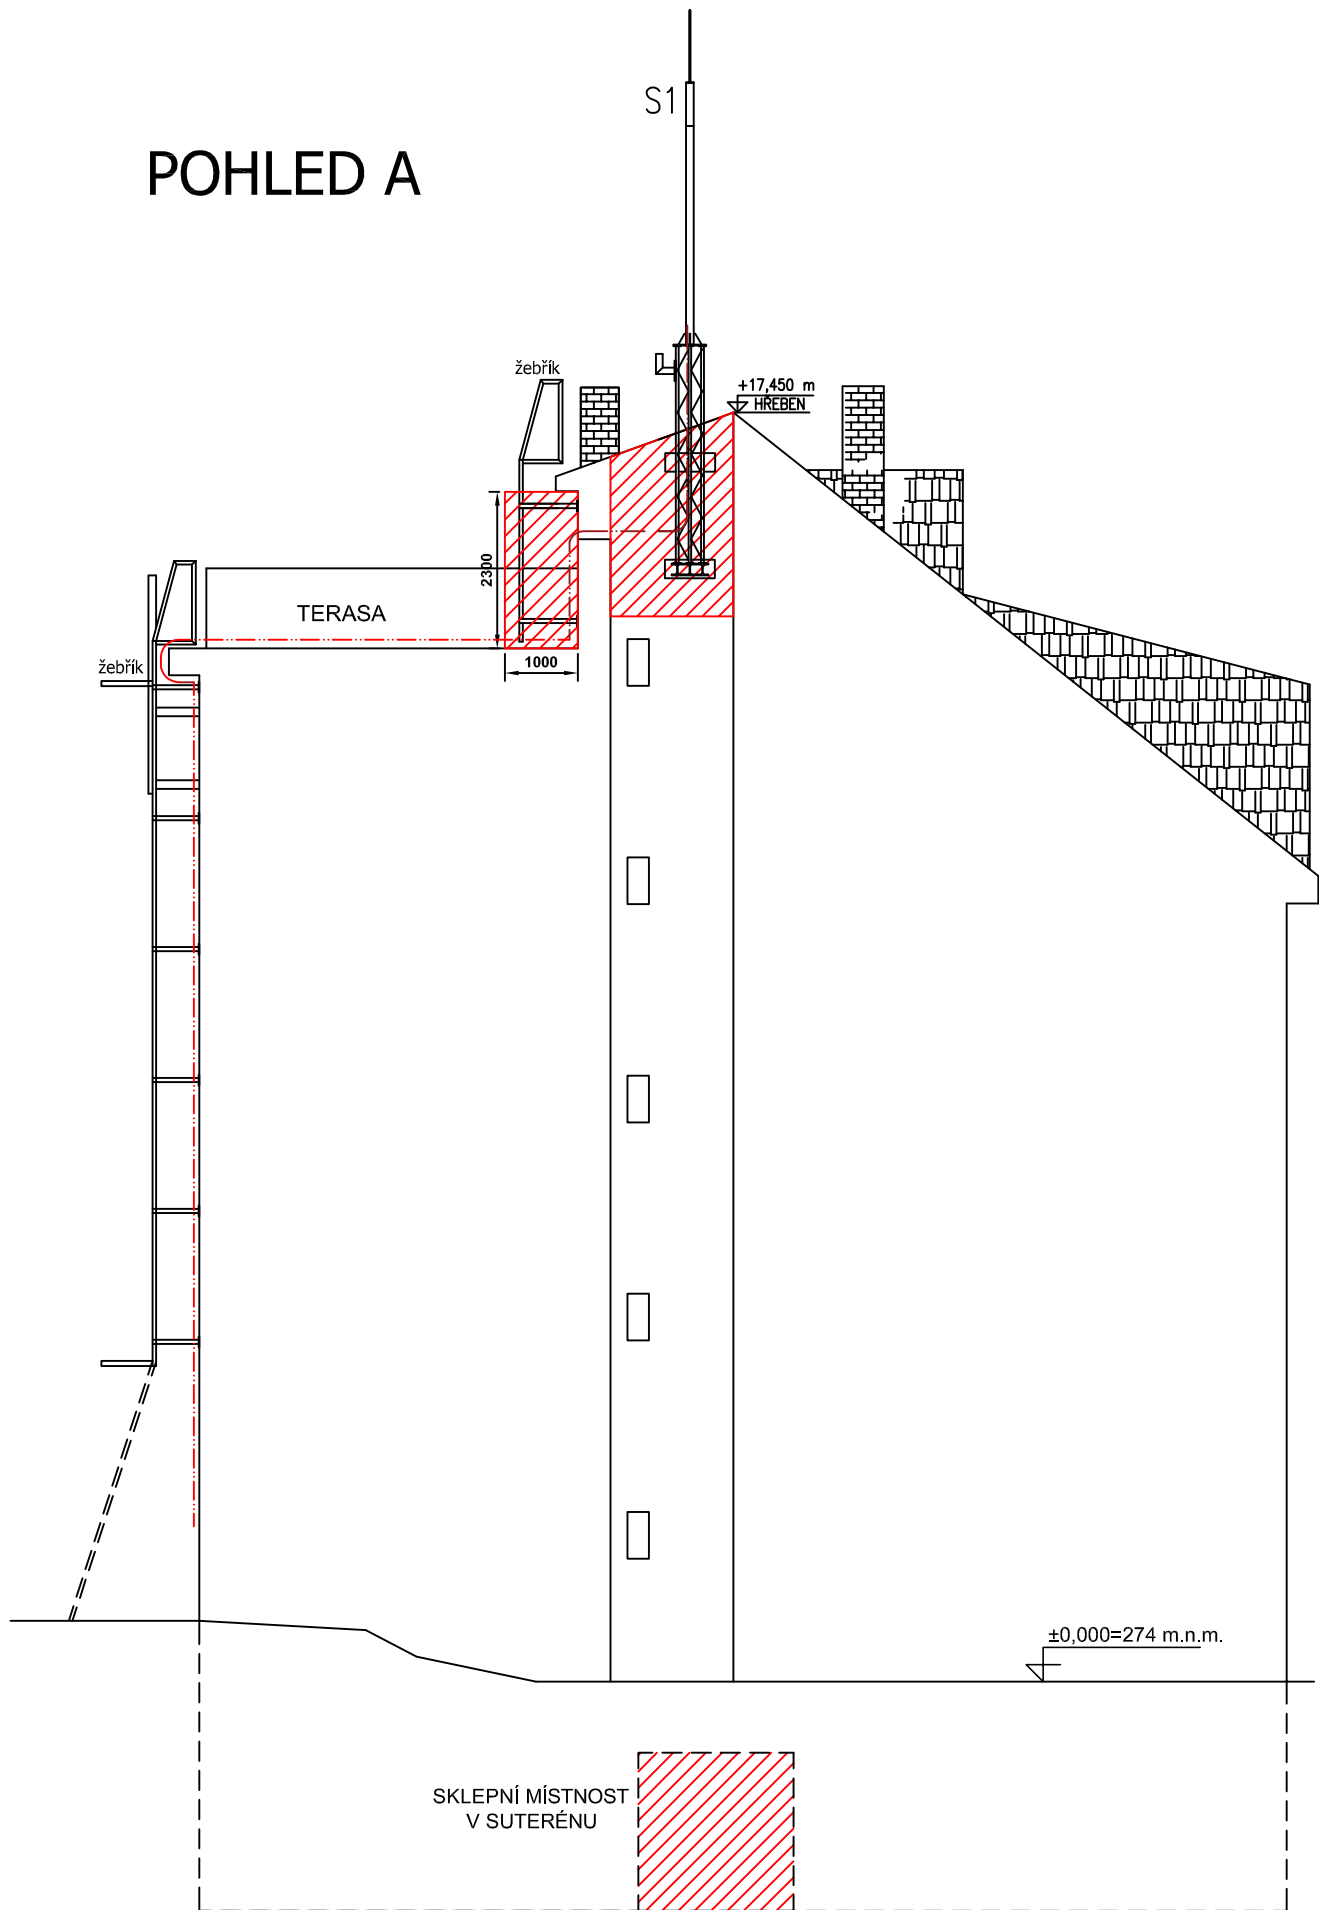 S1
POHLED A
žebřík
+17,450 m
HŘEBEN
2300
TERASA
1000
žebřík
±0,000=274 m.n.m.
SKLEPNÍ MÍSTNOST
V SUTERÉNU